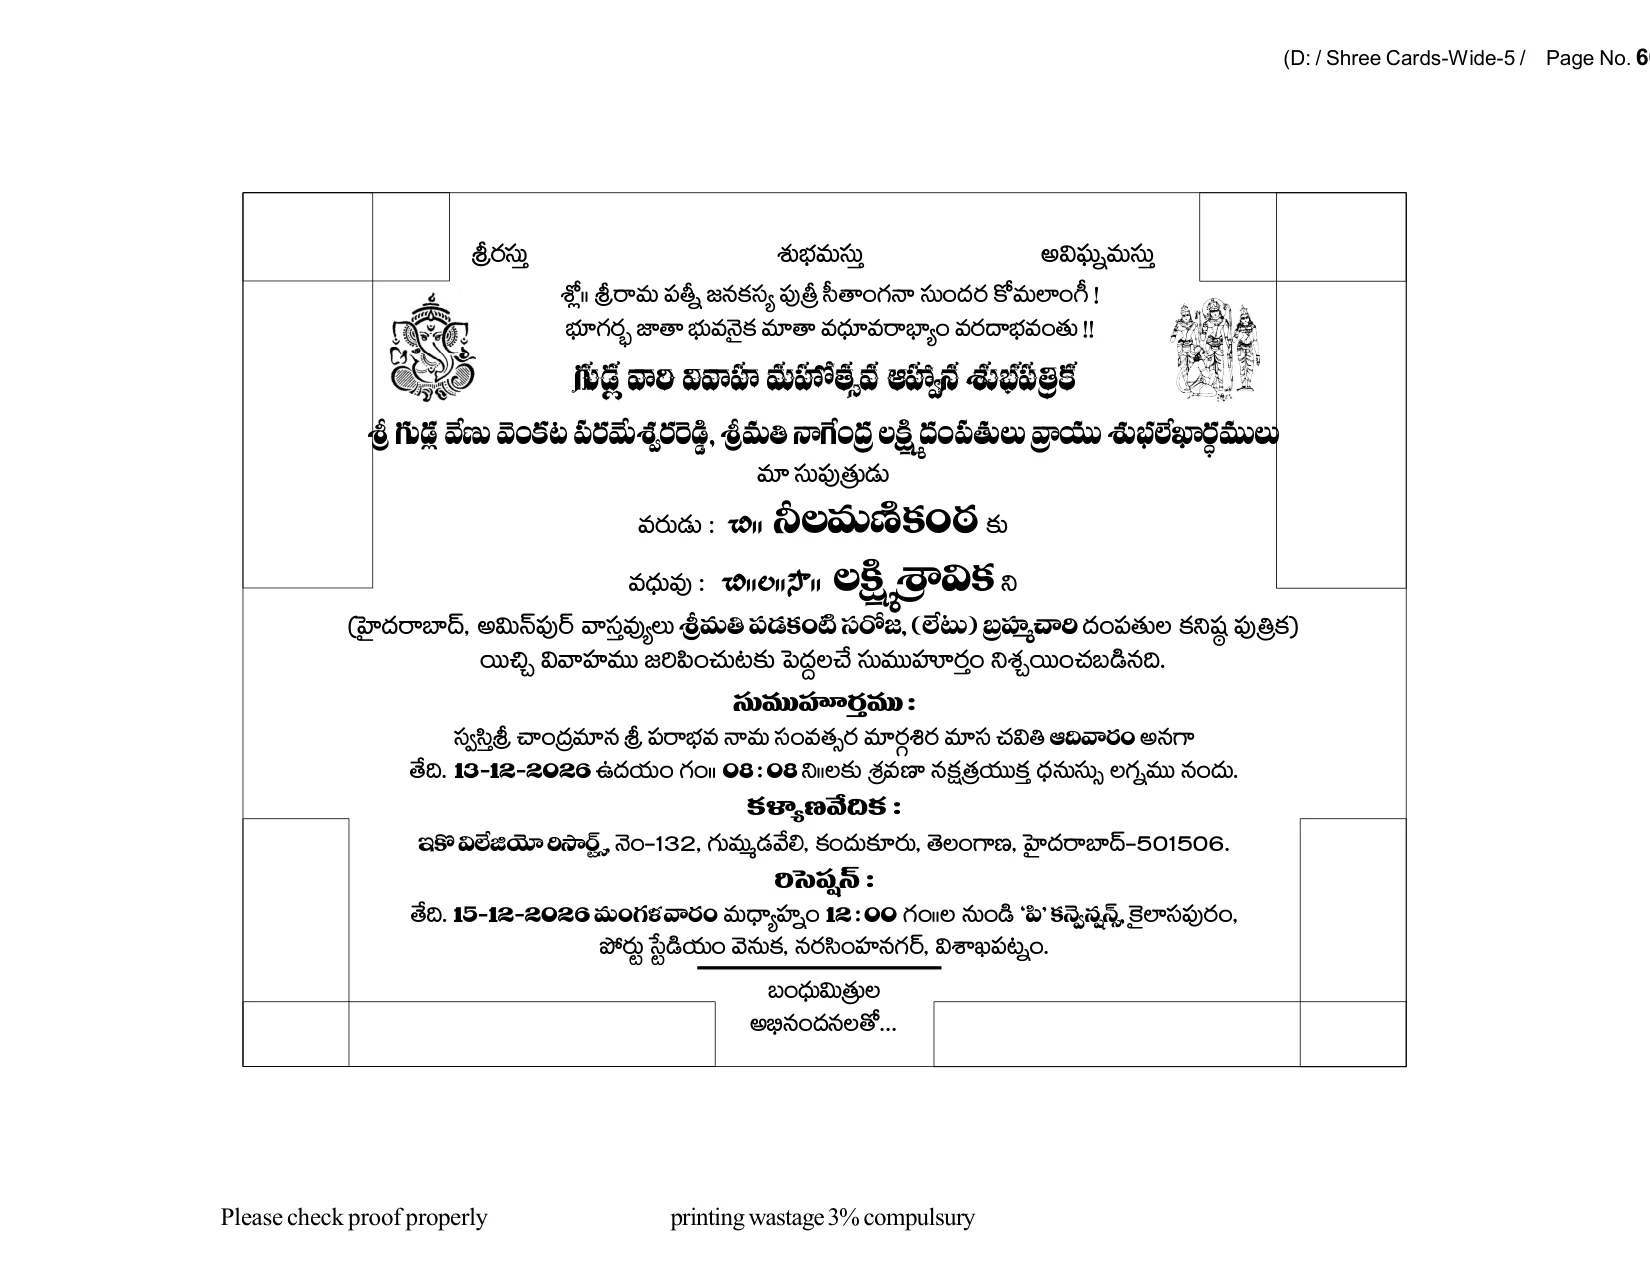 (D: / Shree Cards-Wide-5 / Page No. 6
శ్రీరస్తు శుభమస్తు అవిఘ్నమస్తు
శ్లో॥ శ్రీరామ పత్నీ జనకస్య పుత్రీ సీతాంగనా సుందర కోమలాంగీ !
భూగర్భ జాతా భువనైక మాతా వధూవరాభ్యాం వరదాభవంతు !!
గుడ్ల వారి వివాహ మహోత్సవ ఆహ్వాన శుభపత్రిక
శ్రీ గుడ్ల వేణు వెంకట పరమేశ్వరరెడ్డి, శ్రీమతి నాగేంద్ర లక్ష్మి దంపతులు వ్రాయు శుభలేఖార్థములు
మా సుపుత్రుడు
వరుడు : చి॥ నీలమణికంఠ కు
వధువు : చి॥ల॥సౌ॥ లక్ష్మిశ్రావిక ని
(హైదరాబాద్, అమిన్‌పుర్ వాస్తవ్యులు శ్రీమతి పడకంటి సరోజ, (లేటు) బ్రహ్మచారి దంపతుల కనిష్ఠ పుత్రిక)
యిచ్చి వివాహము జరిపించుటకు పెద్దలచే సుముహూర్తం నిశ్చయించబడినది.
సుముహూర్తము :
స్వస్తిశ్రీ చాంద్రమాన శ్రీ పరాభవ నామ సంవత్సర మార్గశిర మాస చవితి ఆదివారం అనగా
తేది. 13-12-2026 ఉదయం గం॥ 08:08 ని॥లకు శ్రవణా నక్షత్రయుక్త ధనుస్సు లగ్నము నందు.
కళ్యాణవేదిక :
ఇకో విలేజియో రిసార్ట్స్, నెం-132, గుమ్మడవేలి, కందుకూరు, తెలంగాణ, హైదరాబాద్-501506.
రిసెప్షన్ :
తేది. 15-12-2026 మంగళవారం మధ్యాహ్నం 12:00 గం॥ల నుండి ‘పి’ కన్వెన్షన్స్, కైలాసపురం,
పోర్టు స్టేడియం వెనుక, నరసింహనగర్, విశాఖపట్నం.
బంధుమిత్రుల
అభినందనలతో...
Please check proof properly printing wastage 3% compulsury